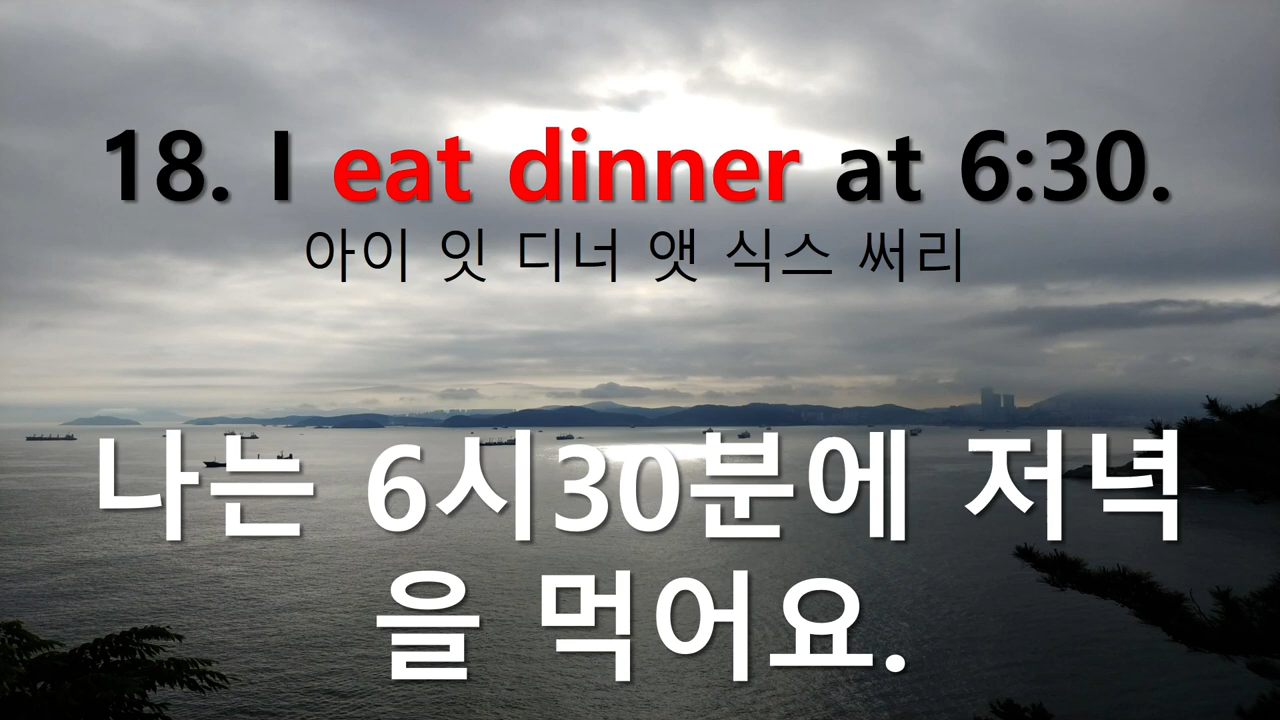 18. I eat dinner at 6:30.
아이 잇 디너 앳 식스 써리
나는 6시30분에 저녁
을 먹어요.